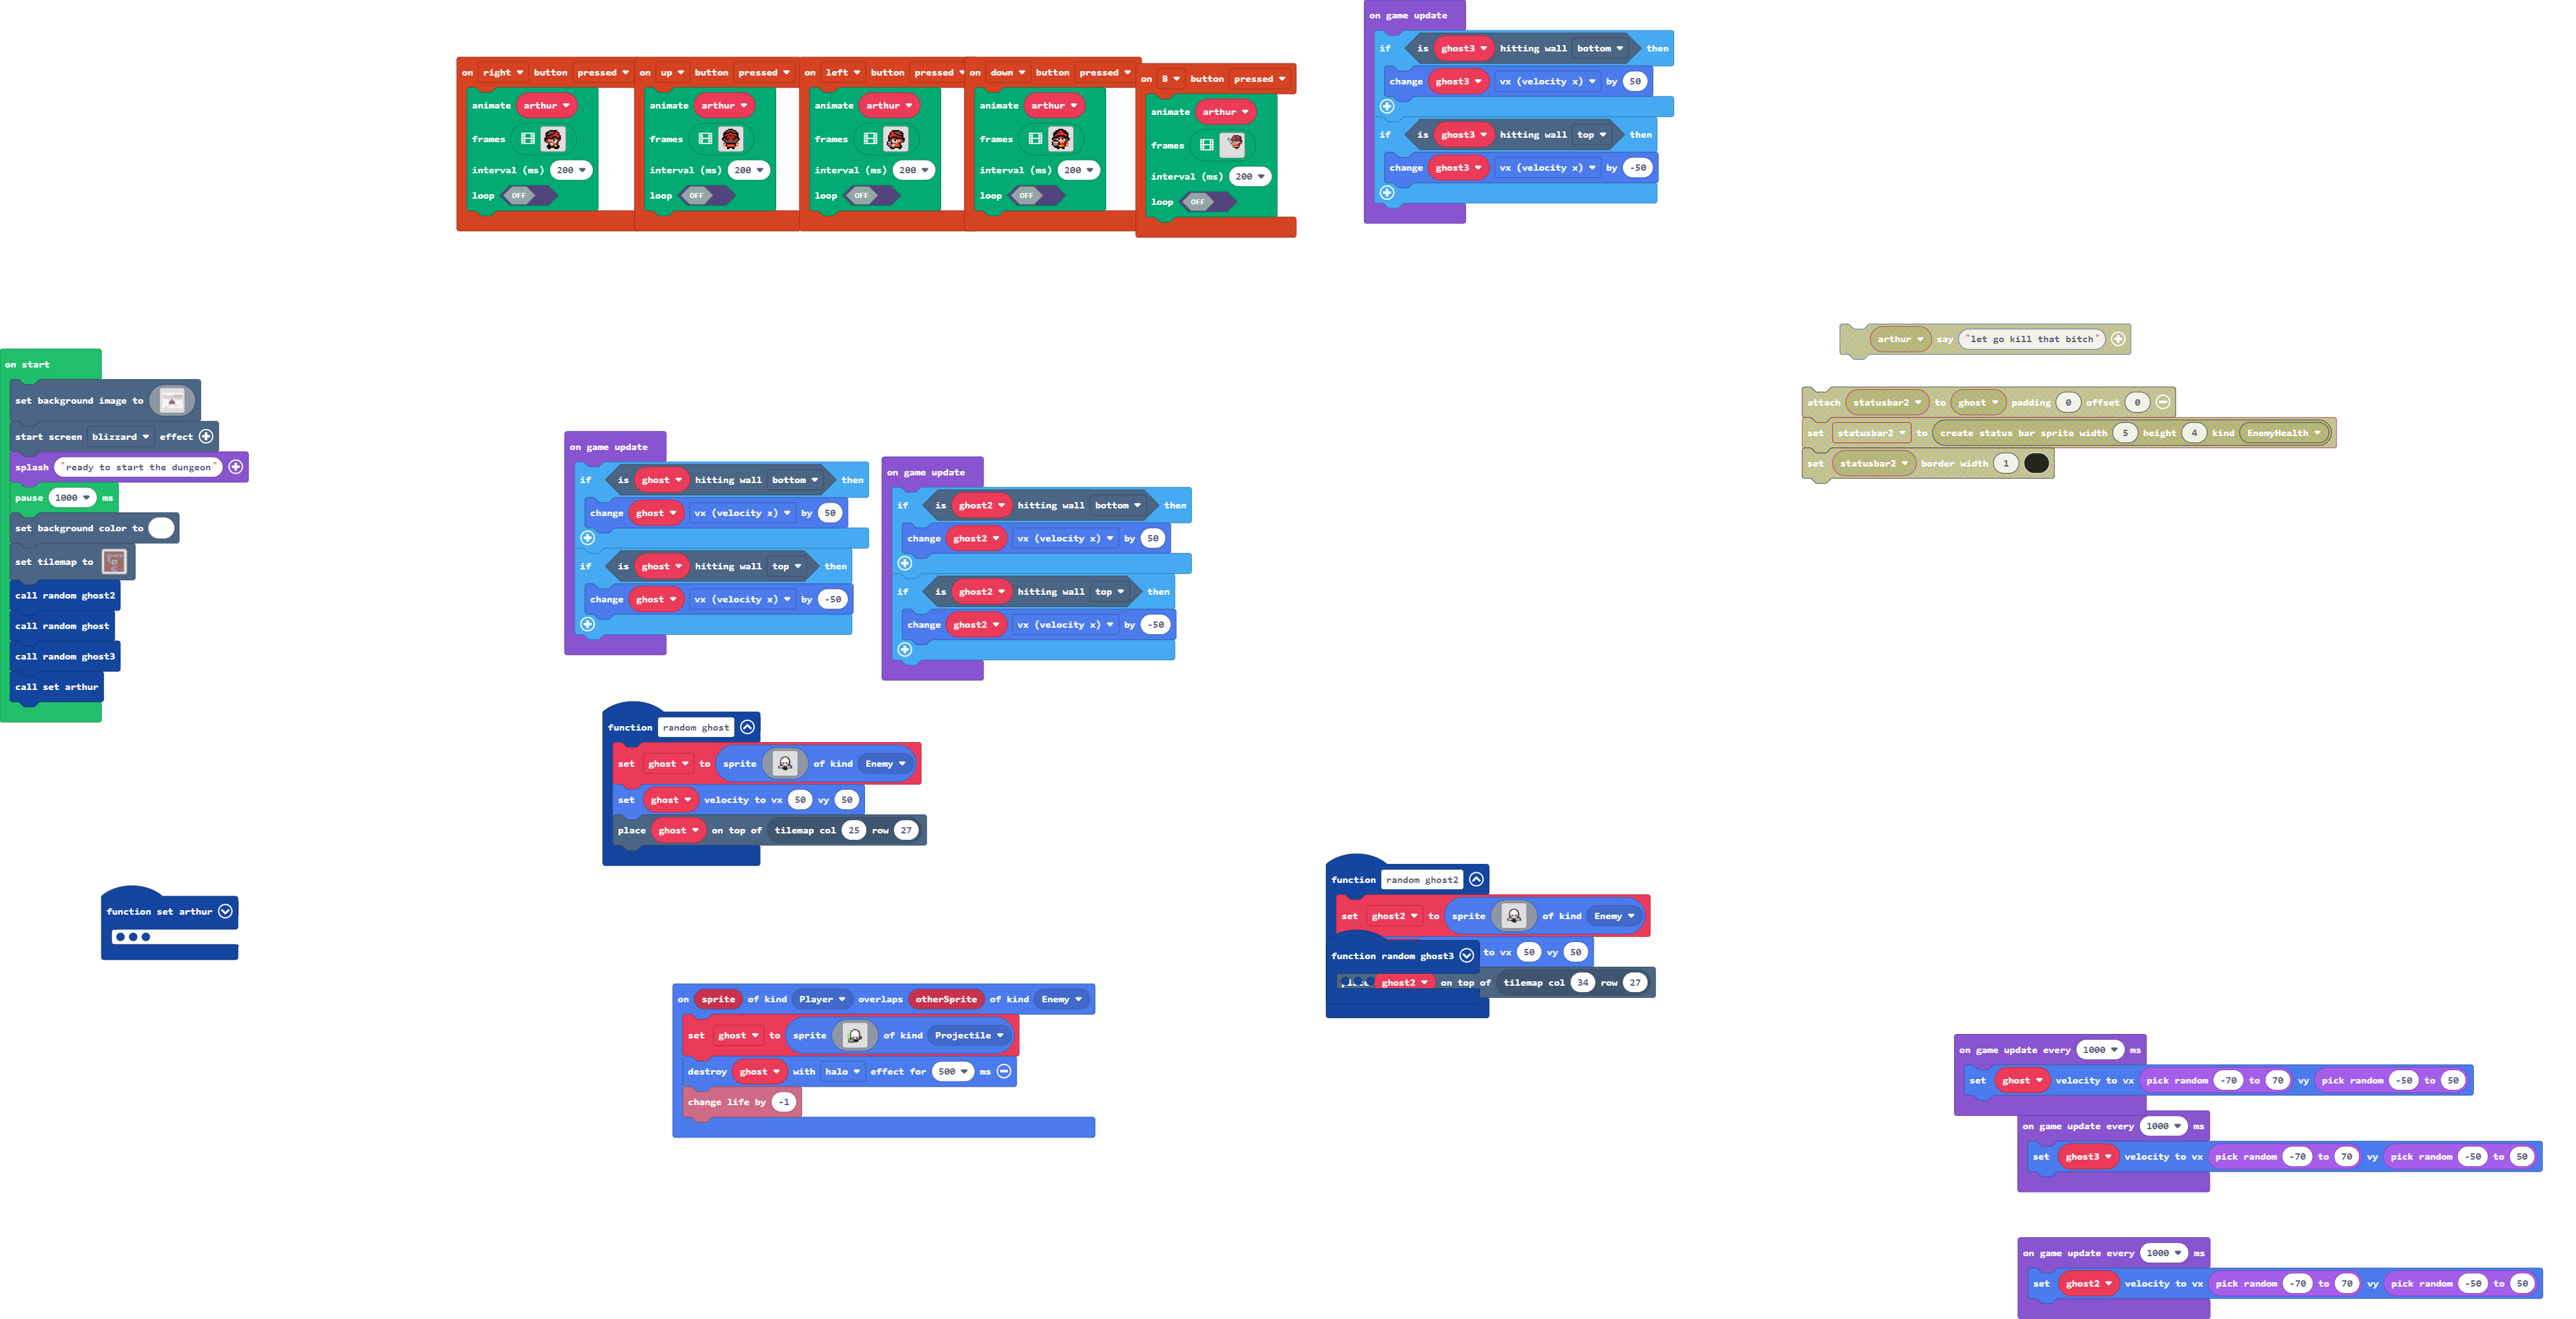 on game update
if is ghost3 hitting wall bottom then
change ghost3 vx (velocity x) by 50
if is ghost3 hitting wall top then
change ghost3 vx (velocity x) by -50
on right button pressed
animate arthur
frames
interval (ms) 200
loop OFF
on up button pressed
animate arthur
frames
interval (ms) 200
loop OFF
on left button pressed
animate arthur
frames
interval (ms) 200
loop OFF
on down button pressed
animate arthur
frames
interval (ms) 200
loop OFF
on B button pressed
animate arthur
frames
interval (ms) 200
loop OFF
arthur say "let go kill that bitch"
attach statusbar2 to ghost padding 0 offset 0
set statusbar2 to create status bar sprite width 5 height 4 kind EnemyHealth
set statusbar2 border width 1
on start
set background image to
start screen blizzard effect
splash "ready to start the dungeon"
pause 1000 ms
set background color to
set tilemap to
call random ghost2
call random ghost
call random ghost3
call set arthur
on game update
if is ghost hitting wall bottom then
change ghost vx (velocity x) by 50
if is ghost hitting wall top then
change ghost vx (velocity x) by -50
on game update
if is ghost2 hitting wall bottom then
change ghost2 vx (velocity x) by 50
if is ghost2 hitting wall top then
change ghost2 vx (velocity x) by -50
function random ghost
set ghost to sprite of kind Enemy
set ghost velocity to vx 50 vy 50
place ghost on top of tilemap col 25 row 27
function set arthur
function random ghost2
set ghost2 to sprite of kind Enemy
to vx 50 vy 50
function random ghost3
ghost2 on top of tilemap col 34 row 27
on sprite of kind Player overlaps otherSprite of kind Enemy
set ghost to sprite of kind Projectile
destroy ghost with halo effect for 500 ms
change life by -1
on game update every 1000 ms
set ghost velocity to vx pick random -70 to 70 vy pick random -50 to 50
on game update every 1000 ms
set ghost3 velocity to vx pick random -70 to 70 vy pick random -50 to 50
on game update every 1000 ms
set ghost2 velocity to vx pick random -70 to 70 vy pick random -50 to 50